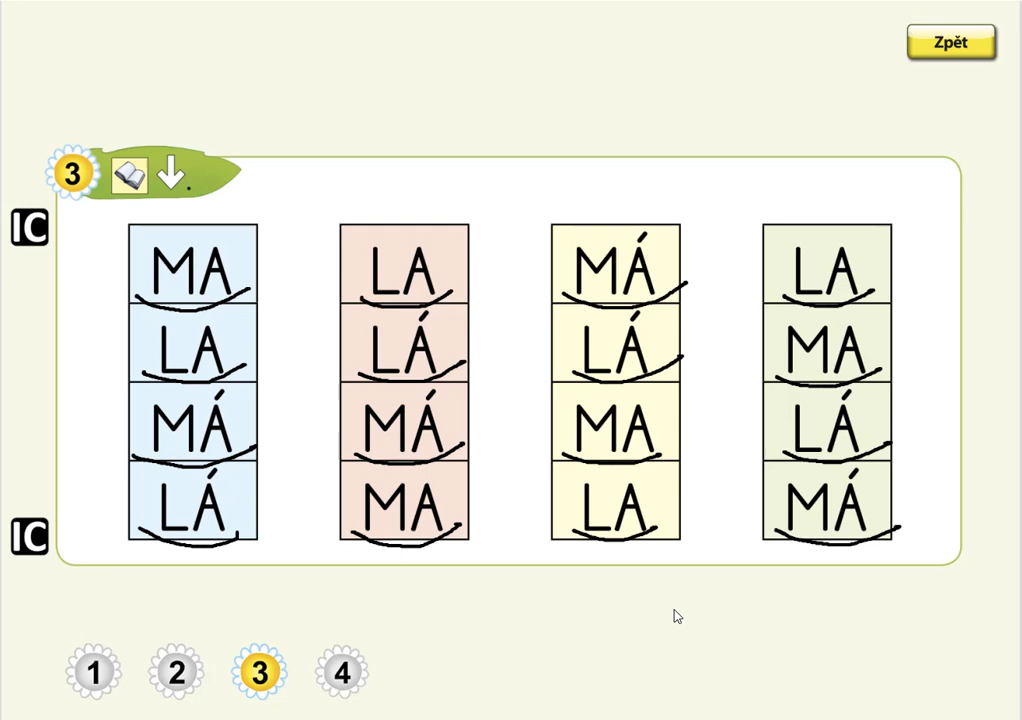 Zpět
3 .
IC
MA LA MÁ LA
LA LÁ LÁ MA
MÁ MÁ MA LÁ
LÁ MA LA MÁ
IC
1 2 3 4